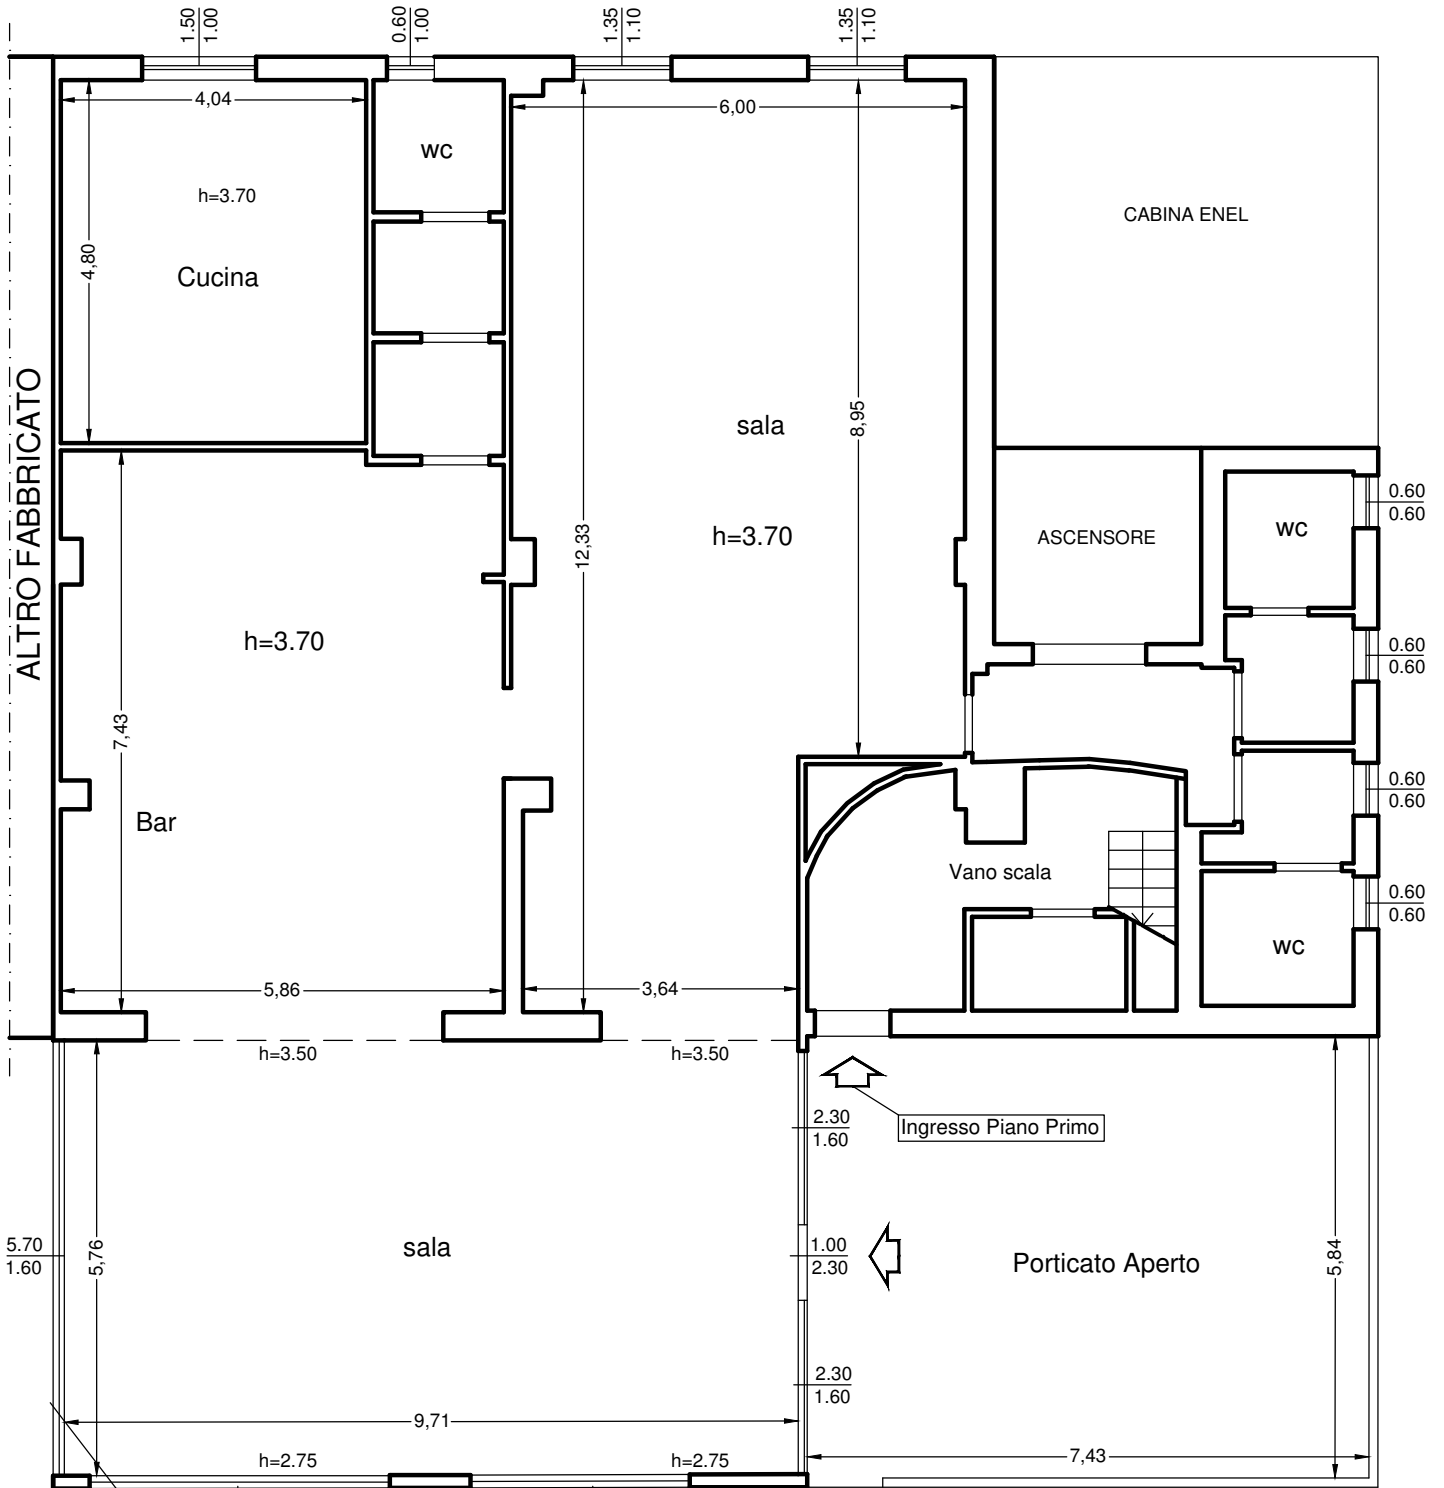 1.50
1.00
0.60
1.00
1.35
1.10
1.35
1.10
4,04
6,00
wc
h=3.70
CABINA ENEL
4,80
Cucina
ALTRO FABBRICATO
sala
8,95
0.60
0.60
12,33
h=3.70
ASCENSORE
wc
h=3.70
0.60
0.60
7,43
0.60
0.60
Bar
Vano scala
0.60
0.60
wc
5,86
3,64
h=3.50
h=3.50
2.30
1.60
Ingresso Piano Primo
5.70
1.60
5,76
sala
1.00
2.30
Porticato Aperto
5,84
2.30
1.60
9,71
h=2.75
h=2.75
7,43